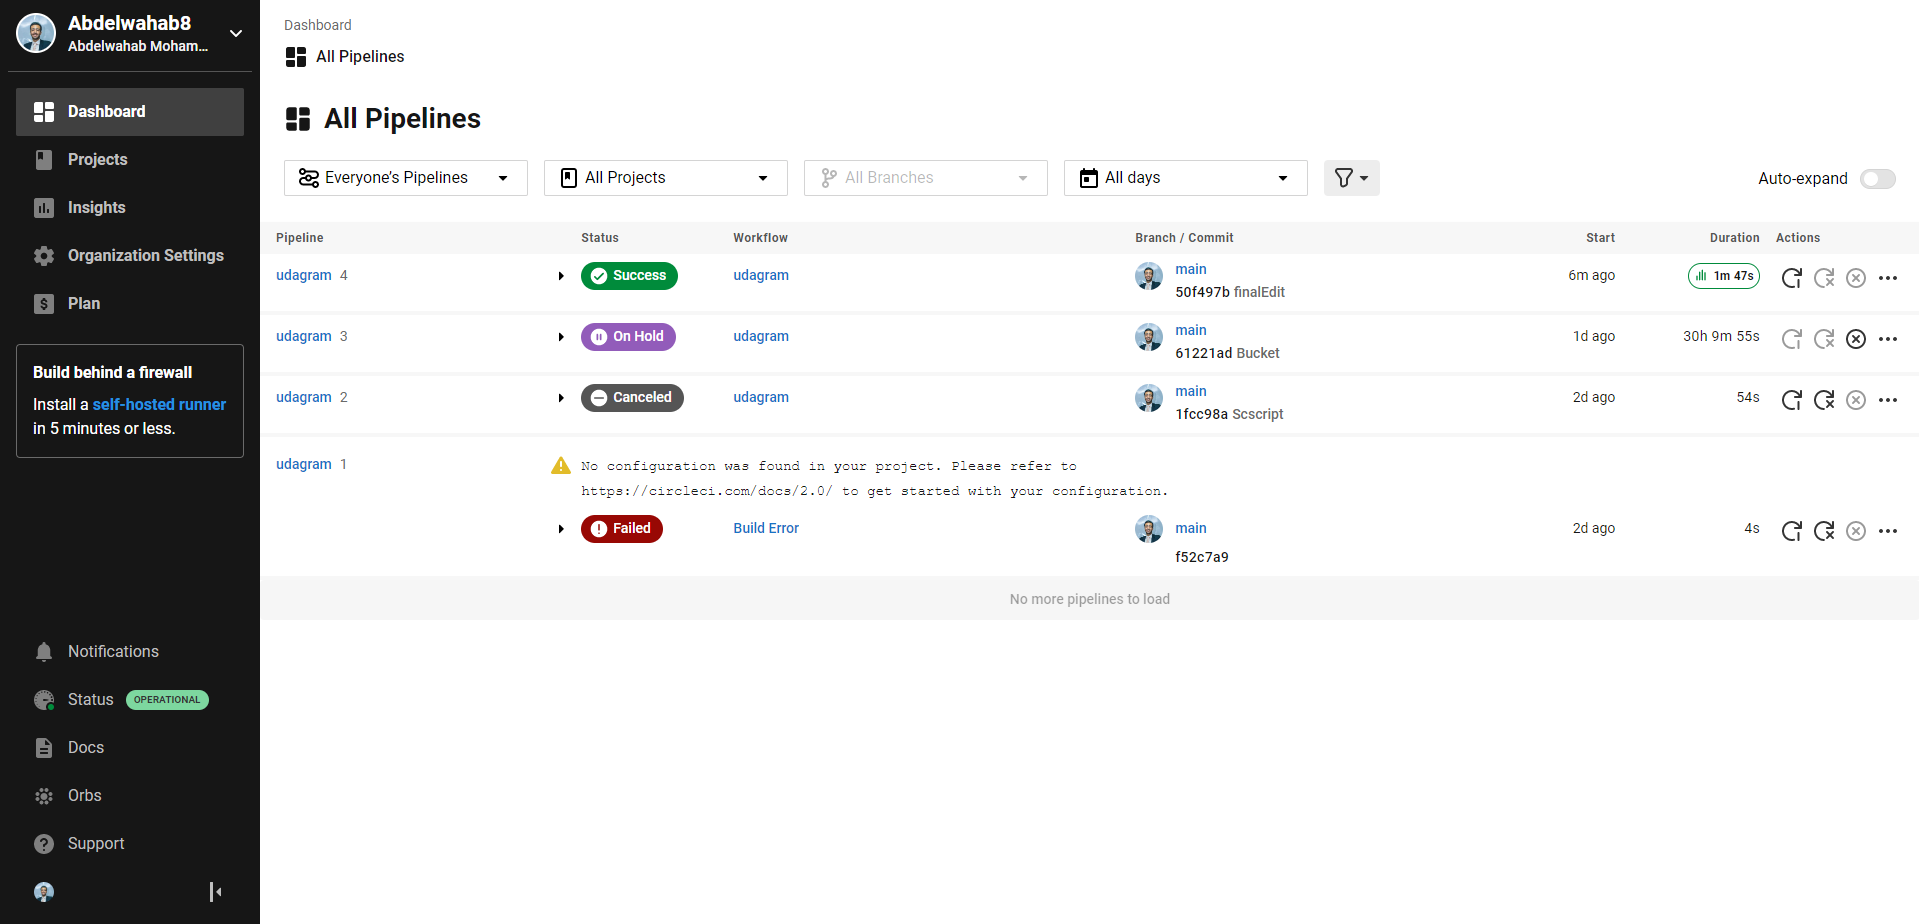 Abdelwahab8
Abdelwahab Moham...
Dashboard
Projects
Insights
Organization Settings
Plan
Build behind a firewall
Install a self-hosted runner
in 5 minutes or less.
Notifications
Status OPERATIONAL
Docs
Orbs
Support
Dashboard
All Pipelines
All Pipelines
Everyone's Pipelines
All Projects
All Branches
All days
Auto-expand
Pipeline Status Workflow Branch / Commit Start Duration Actions
udagram 4 Success udagram main 6m ago 1m 47s
50f497b finalEdit
udagram 3 On Hold udagram main 1d ago 30h 9m 55s
61221ad Bucket
udagram 2 Canceled udagram main 2d ago 54s
1fcc98a Scscript
udagram 1 No configuration was found in your project. Please refer to
https://circleci.com/docs/2.0/ to get started with your configuration.
Failed Build Error main 2d ago 4s
f52c7a9
No more pipelines to load